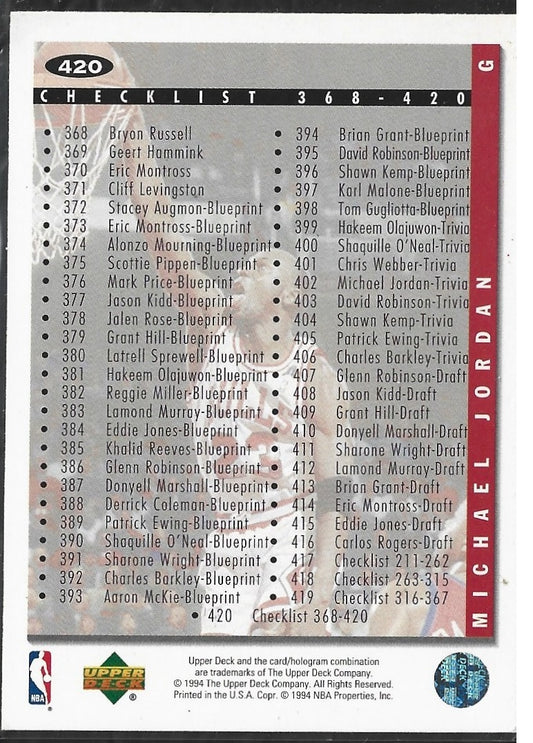 420
CHECKLIST 368-420
• 368 Bryon Russell
• 369 Geert Hammink
• 370 Eric Montross
• 371 Cliff Levingston
• 372 Stacey Augmon-Blueprint
• 373 Eric Montross-Blueprint
• 374 Alonzo Mourning-Blueprint
• 375 Scottie Pippen-Blueprint
• 376 Mark Price-Blueprint
• 377 Jason Kidd-Blueprint
• 378 Jalen Rose-Blueprint
• 379 Grant Hill-Blueprint
• 380 Latrell Sprewell-Blueprint
• 381 Hakeem Olajuwon-Blueprint
• 382 Reggie Miller-Blueprint
• 383 Lamond Murray-Blueprint
• 384 Eddie Jones-Blueprint
• 385 Khalid Reeves-Blueprint
• 386 Glenn Robinson-Blueprint
• 387 Donyell Marshall-Blueprint
• 388 Derrick Coleman-Blueprint
• 389 Patrick Ewing-Blueprint
• 390 Shaquille O'Neal-Blueprint
• 391 Sharone Wright-Blueprint
• 392 Charles Barkley-Blueprint
• 393 Aaron McKie-Blueprint
• 394 Brian Grant-Blueprint
• 395 David Robinson-Blueprint
• 396 Shawn Kemp-Blueprint
• 397 Karl Malone-Blueprint
• 398 Tom Gugliotta-Blueprint
• 399 Hakeem Olajuwon-Trivia
• 400 Shaquille O'Neal-Trivia
• 401 Chris Webber-Trivia
• 402 Michael Jordan-Trivia
• 403 David Robinson-Trivia
• 404 Shawn Kemp-Trivia
• 405 Patrick Ewing-Trivia
• 406 Charles Barkley-Trivia
• 407 Glenn Robinson-Draft
• 408 Jason Kidd-Draft
• 409 Grant Hill-Draft
• 410 Donyell Marshall-Draft
• 411 Sharone Wright-Draft
• 412 Lamond Murray-Draft
• 413 Brian Grant-Draft
• 414 Eric Montross-Draft
• 415 Eddie Jones-Draft
• 416 Carlos Rogers-Draft
• 417 Checklist 211-262
• 418 Checklist 263-315
• 419 Checklist 316-367
• 420 Checklist 368-420
MICHAEL JORDAN G
NBA
UPPER DECK ®
Upper Deck and the card/hologram combination
are trademarks of The Upper Deck Company.
© 1994 The Upper Deck Company. All Rights Reserved.
Printed in the U.S.A. Copr. © 1994 NBA Properties, Inc.